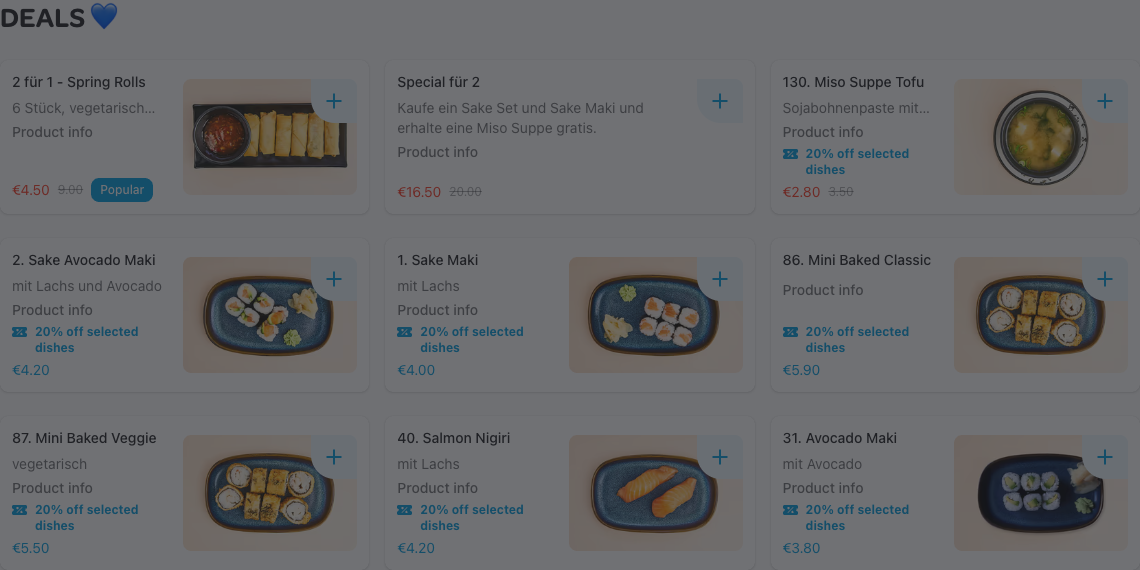 DEALS 💙
2 für 1 - Spring Rolls
6 Stück, vegetarisch...
Product info
€4.50 9.00 Popular
Special für 2
Kaufe ein Sake Set und Sake Maki und
erhalte eine Miso Suppe gratis.
Product info
€16.50 20.00
130. Miso Suppe Tofu
Sojabohnenpaste mit...
Product info
20% off selected
dishes
€2.80 3.50
2. Sake Avocado Maki
mit Lachs und Avocado
Product info
20% off selected
dishes
€4.20
1. Sake Maki
mit Lachs
Product info
20% off selected
dishes
€4.00
86. Mini Baked Classic
Product info
20% off selected
dishes
€5.90
87. Mini Baked Veggie
vegetarisch
Product info
20% off selected
dishes
€5.50
40. Salmon Nigiri
mit Lachs
Product info
20% off selected
dishes
€4.20
31. Avocado Maki
mit Avocado
Product info
20% off selected
dishes
€3.80